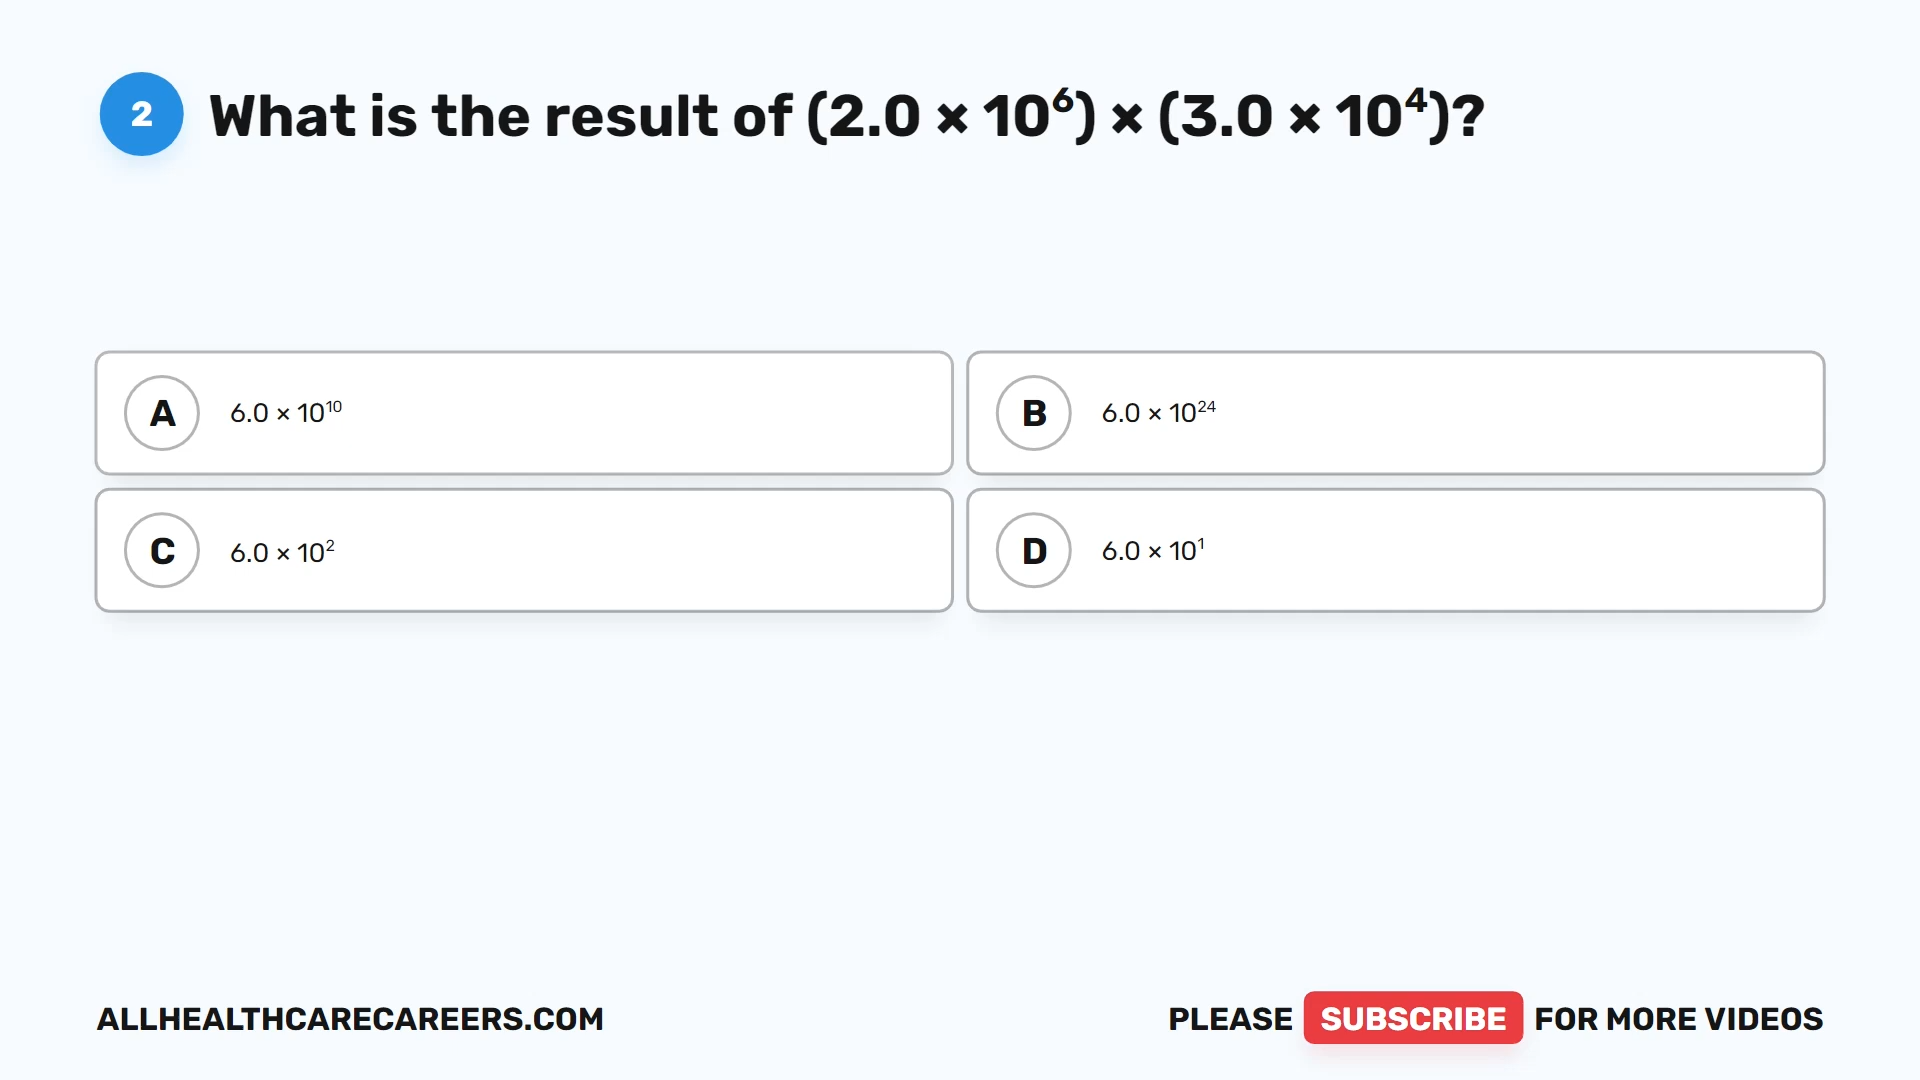 2
What is the result of (2.0 × 10⁶) × (3.0 × 10⁴)?
A
6.0 × 10¹⁰
B
6.0 × 10²⁴
C
6.0 × 10²
D
6.0 × 10¹
ALLHEALTHCARECAREERS.COM
PLEASE SUBSCRIBE FOR MORE VIDEOS